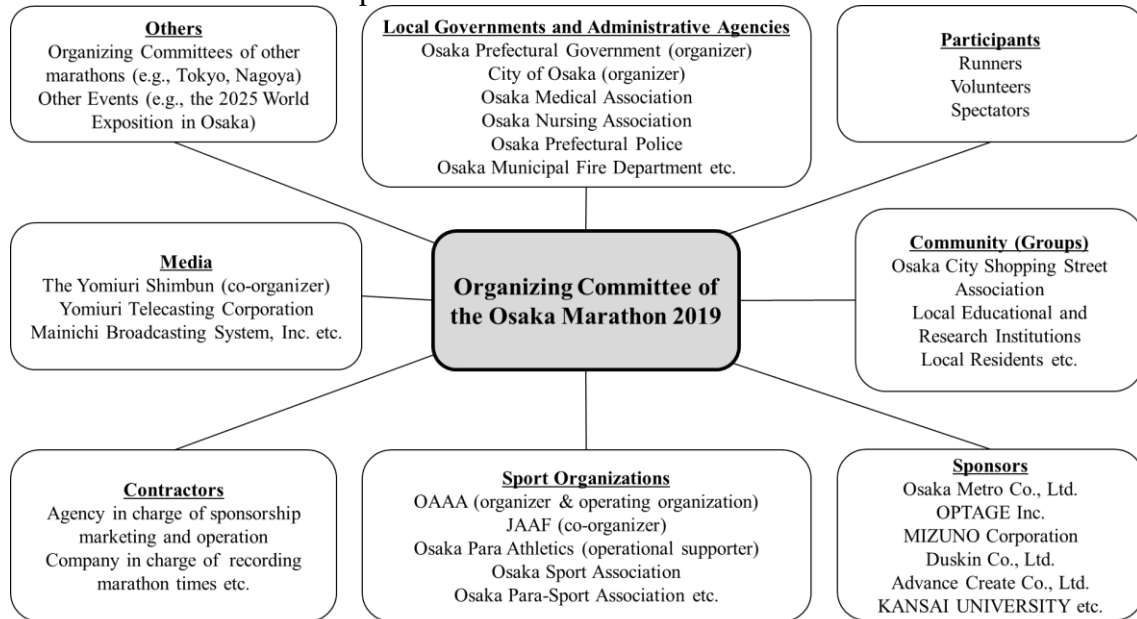 Others
Organizing Committees of other
marathons (e.g., Tokyo, Nagoya)
Other Events (e.g., the 2025 World
Exposition in Osaka)
Local Governments and Administrative Agencies
Osaka Prefectural Government (organizer)
City of Osaka (organizer)
Osaka Medical Association
Osaka Nursing Association
Osaka Prefectural Police
Osaka Municipal Fire Department etc.
Participants
Runners
Volunteers
Spectators
Media
The Yomiuri Shimbun (co-organizer)
Yomiuri Telecasting Corporation
Mainichi Broadcasting System, Inc. etc.
Organizing Committee of
the Osaka Marathon 2019
Community (Groups)
Osaka City Shopping Street
Association
Local Educational and
Research Institutions
Local Residents etc.
Contractors
Agency in charge of sponsorship
marketing and operation
Company in charge of recording
marathon times etc.
Sport Organizations
OAAA (organizer & operating organization)
JAAF (co-organizer)
Osaka Para Athletics (operational supporter)
Osaka Sport Association
Osaka Para-Sport Association etc.
Sponsors
Osaka Metro Co., Ltd.
OPTAGE Inc.
MIZUNO Corporation
Duskin Co., Ltd.
Advance Create Co., Ltd.
KANSAI UNIVERSITY etc.